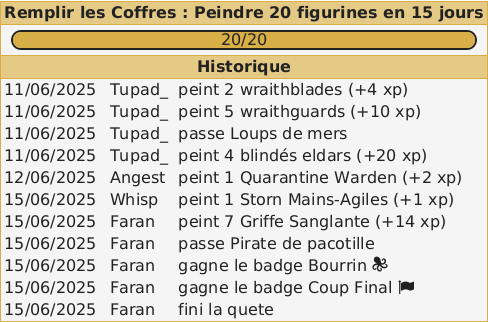 Remplir les Coffres : Peindre 20 figurines en 15 jours
20/20
Historique
11/06/2025 Tupad_ peint 2 wraithblades (+4 xp)
11/06/2025 Tupad_ peint 5 wraithguards (+10 xp)
11/06/2025 Tupad_ passe Loups de mers
11/06/2025 Tupad_ peint 4 blindés eldars (+20 xp)
12/06/2025 Angest peint 1 Quarantine Warden (+2 xp)
15/06/2025 Whisp peint 1 Storn Mains-Agiles (+1 xp)
15/06/2025 Faran peint 7 Griffe Sanglante (+14 xp)
15/06/2025 Faran passe Pirate de pacotille
15/06/2025 Faran gagne le badge Bourrin
15/06/2025 Faran gagne le badge Coup Final
15/06/2025 Faran fini la quete